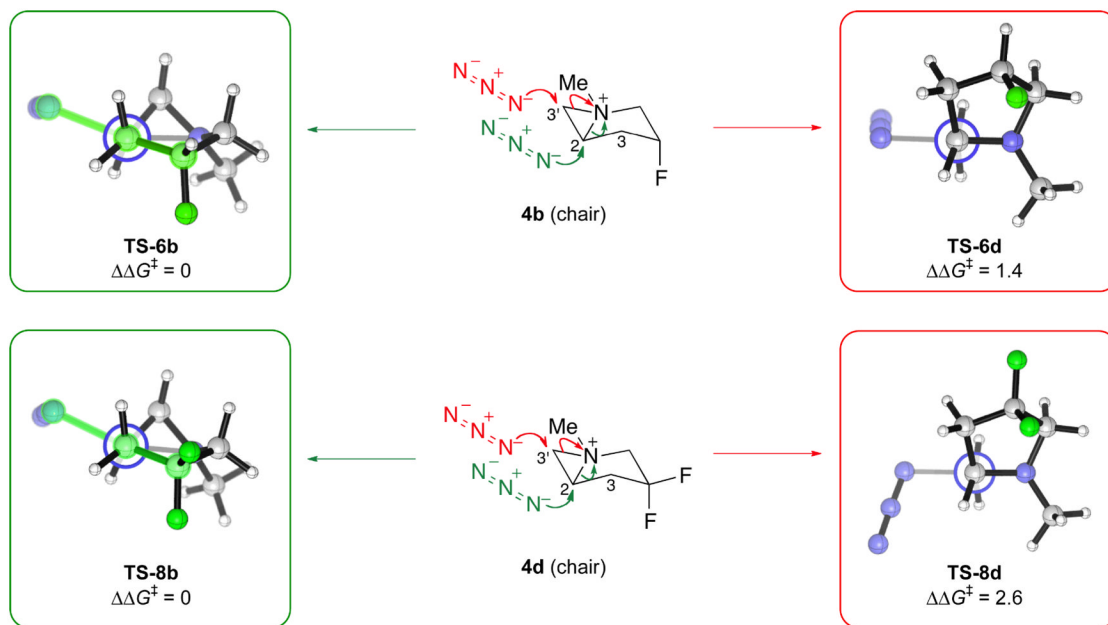 N⁻ N⁺ N⁻
Me
N⁺
3'
N⁻ N⁺ N⁻
2
3
F
TS-6b
ΔΔG‡ = 0
4b (chair)
TS-6d
ΔΔG‡ = 1.4
N⁻ N⁺ N⁻
Me
N⁺
3'
N⁻ N⁺ N⁻
2
3
F
F
TS-8b
ΔΔG‡ = 0
4d (chair)
TS-8d
ΔΔG‡ = 2.6